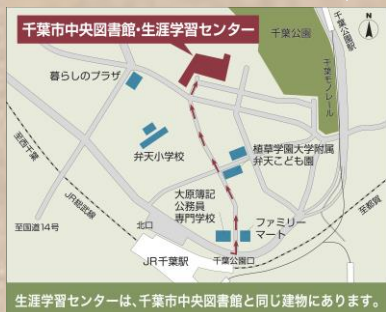 千葉市中央図書館・生涯学習センター
千葉公園
千葉公園駅
N
千葉モノレール
暮らしのプラザ
至西千葉
弁天小学校
植草学園大学附属
弁天こども園
大原簿記
公務員
専門学校
JR総武線
至都賀
至国道14号
北口
ファミリー
マート
JR千葉駅
千葉公園口
生涯学習センターは、千葉市中央図書館と同じ建物にあります。